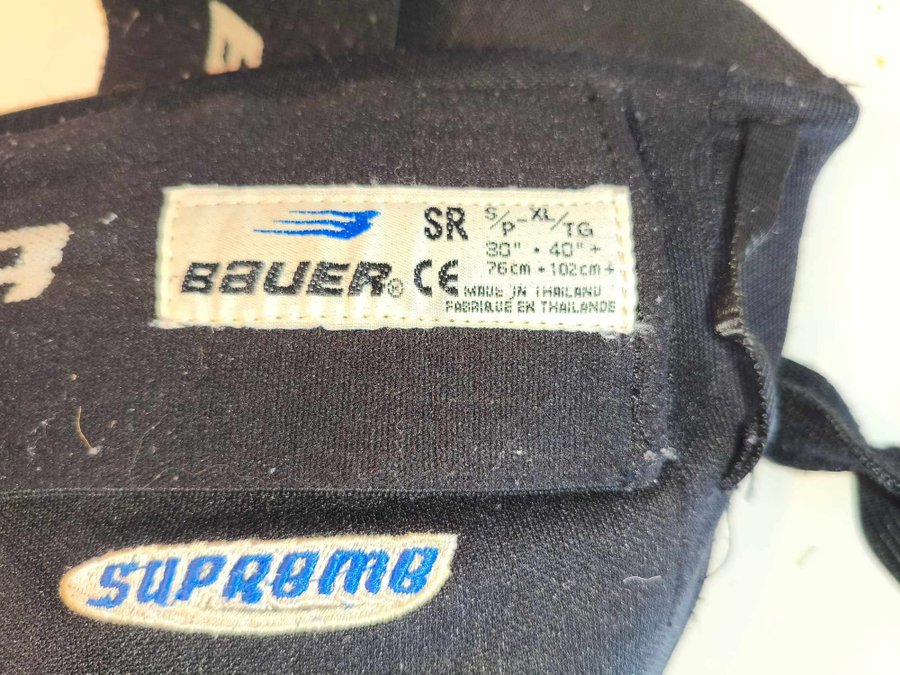 SR S/P-XL/TG
30" • 40" +
BAUER® CE 76cm • 102cm +
MADE IN THAILAND
FABRIQUE EN THAILANDE
SUPREME